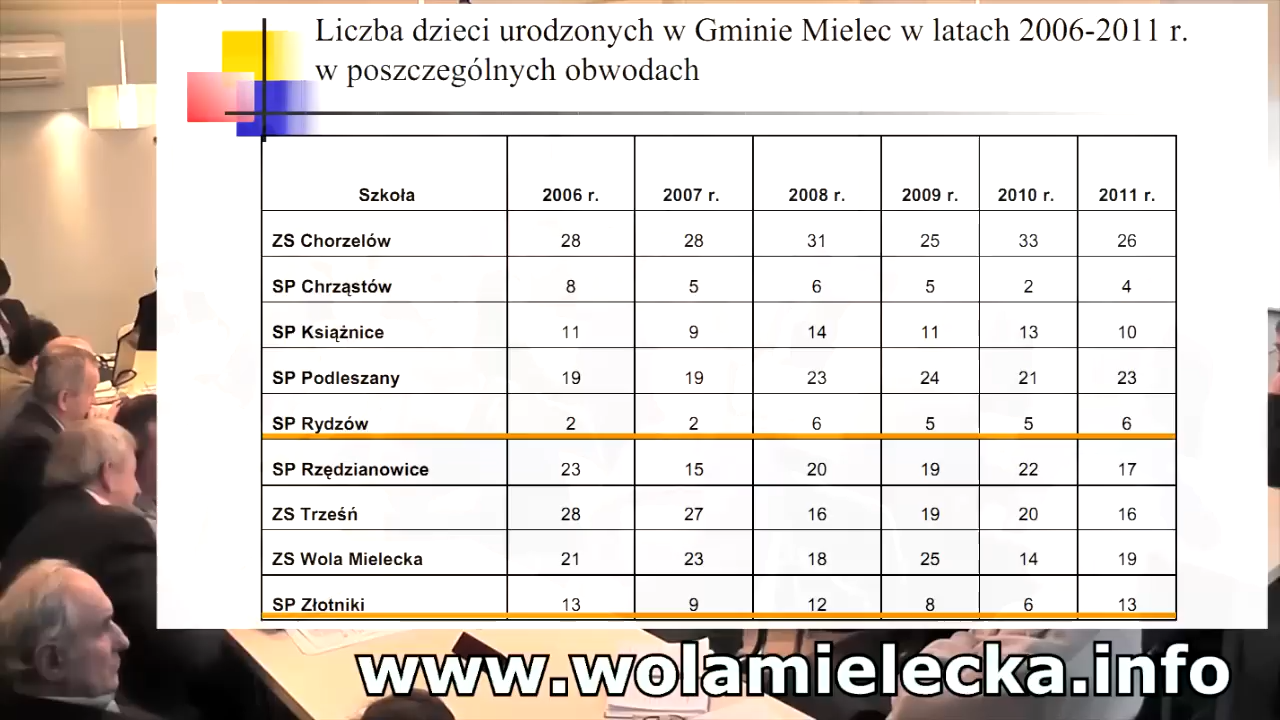 Liczba dzieci urodzonych w Gminie Mielec w latach 2006-2011 r.
w poszczególnych obwodach
Szkoła 2006 r. 2007 r. 2008 r. 2009 r. 2010 r. 2011 r.
ZS Chorzelów 28 28 31 25 33 26
SP Chrząstów 8 5 6 5 2 4
SP Książnice 11 9 14 11 13 10
SP Podleszany 19 19 23 24 21 23
SP Rydzów 2 2 6 5 5 6
SP Rzędzianowice 23 15 20 19 22 17
ZS Trześń 28 27 16 19 20 16
ZS Wola Mielecka 21 23 18 25 14 19
SP Złotniki 13 9 12 8 6 13
www.wolamielecka.info